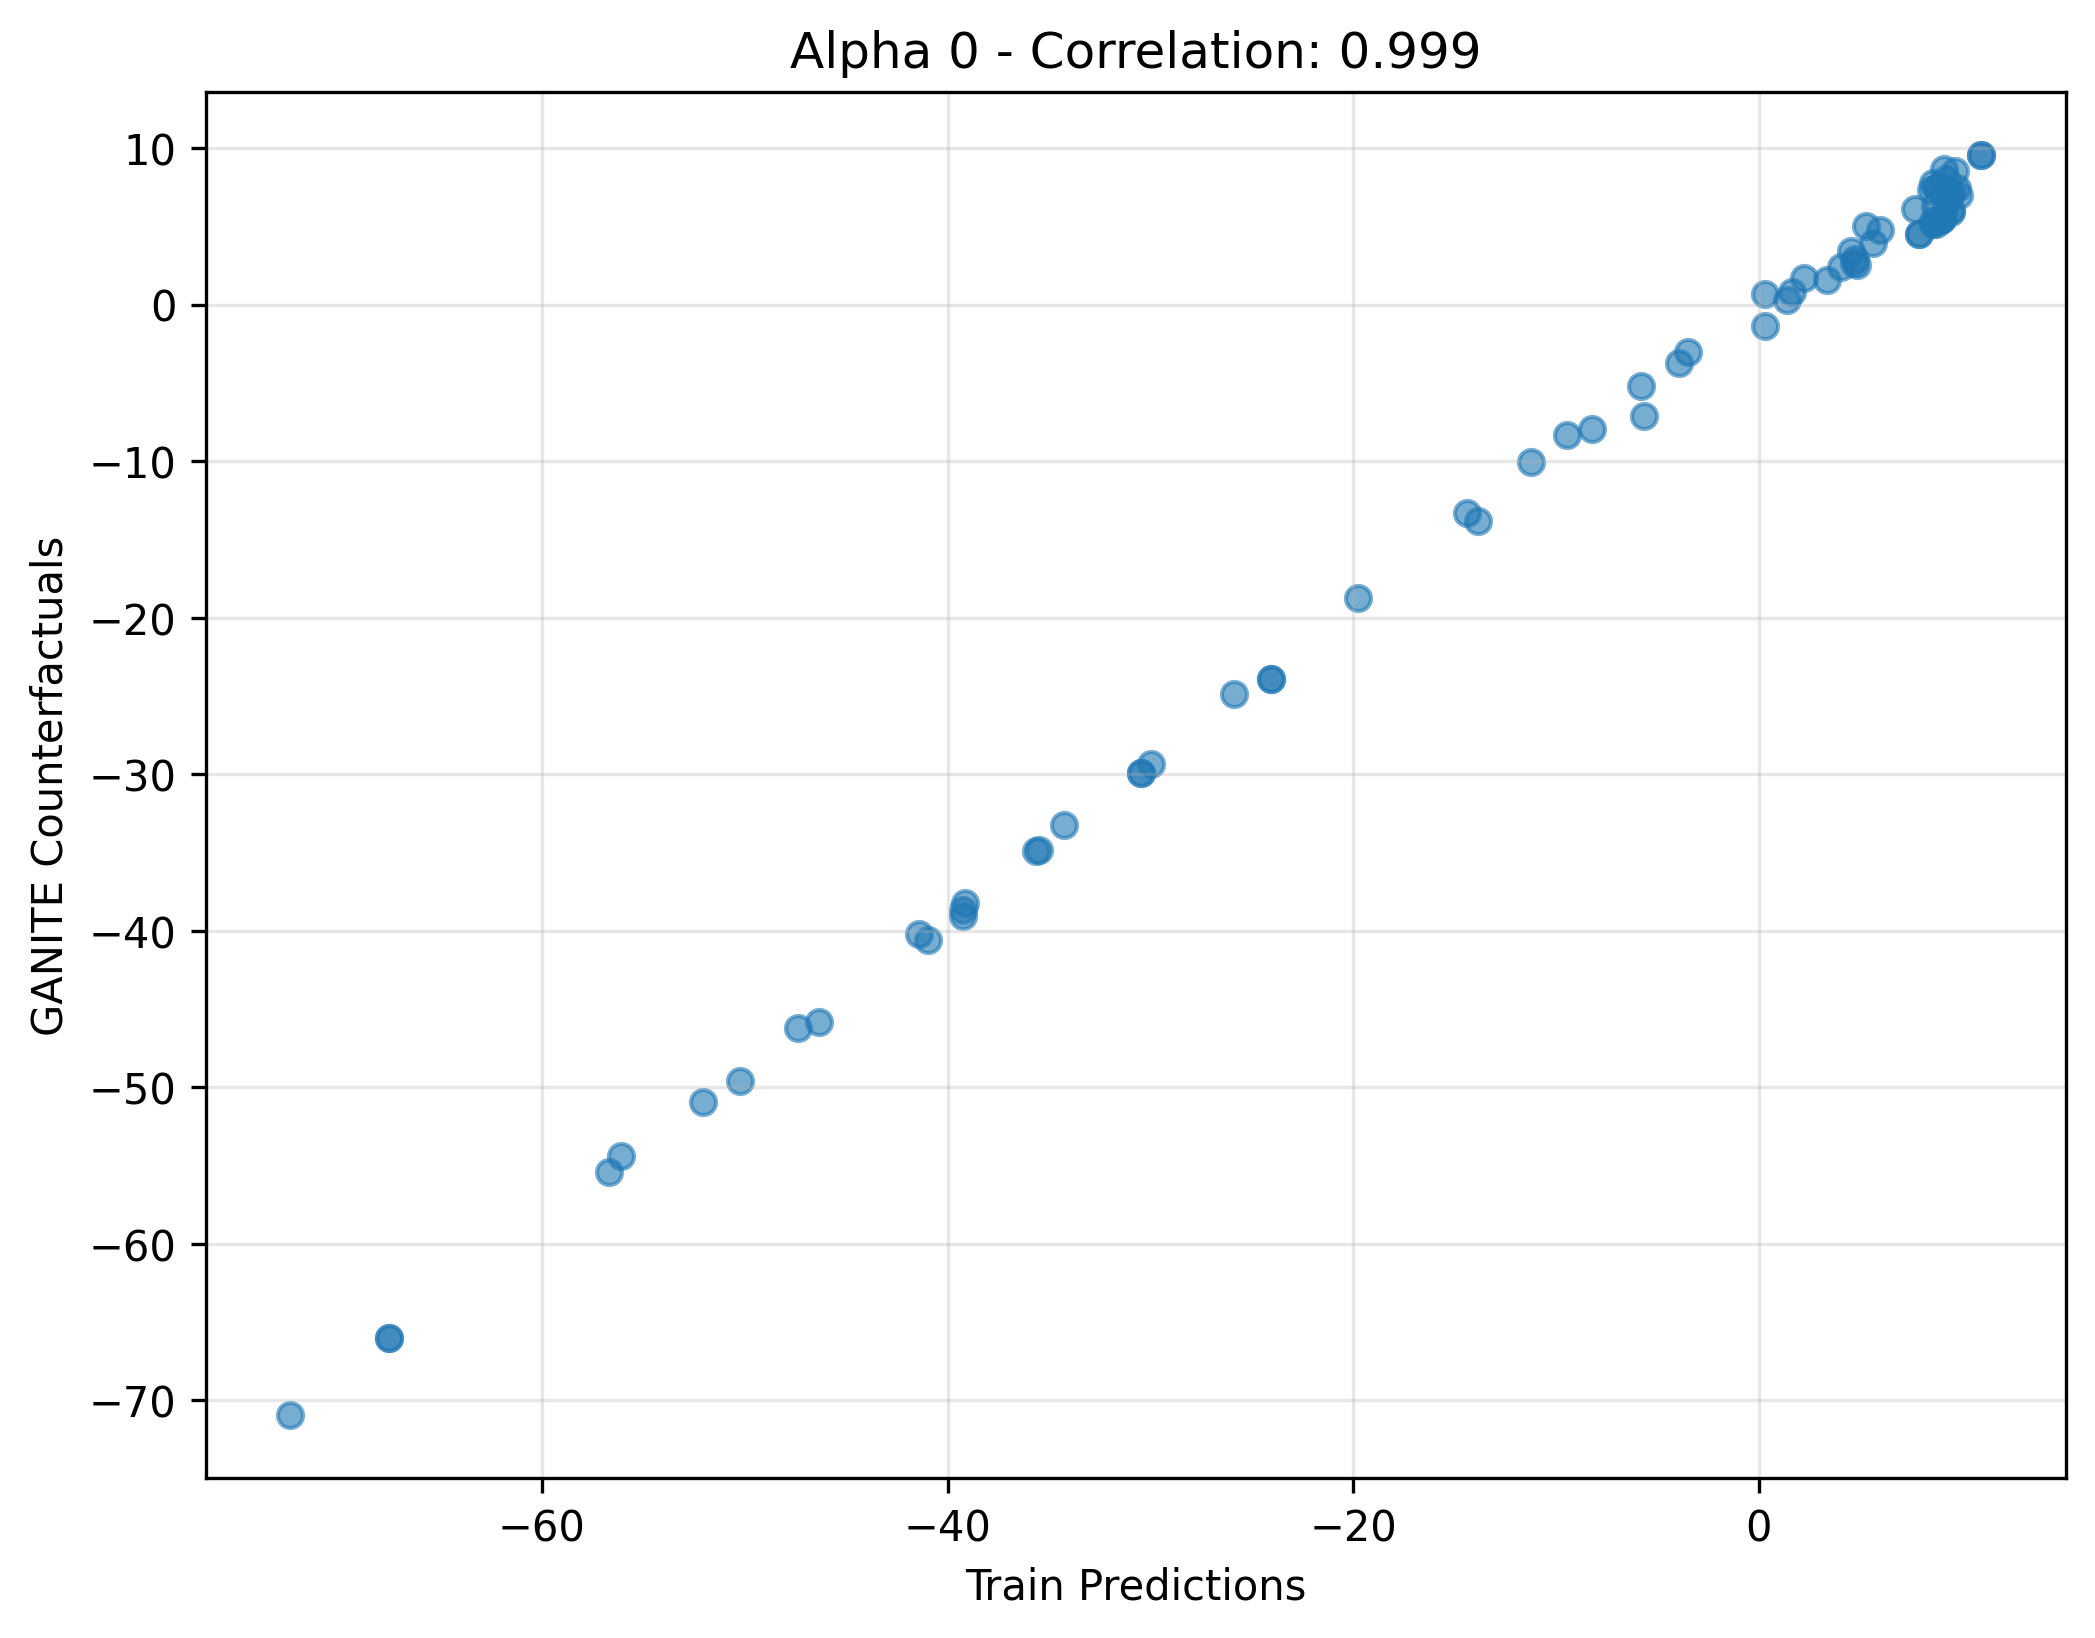 Alpha 0 - Correlation: 0.999
10
0
−10
−20
−30
−40
−50
−60
−70
GANITE Counterfactuals
−60 −40 −20 0
Train Predictions